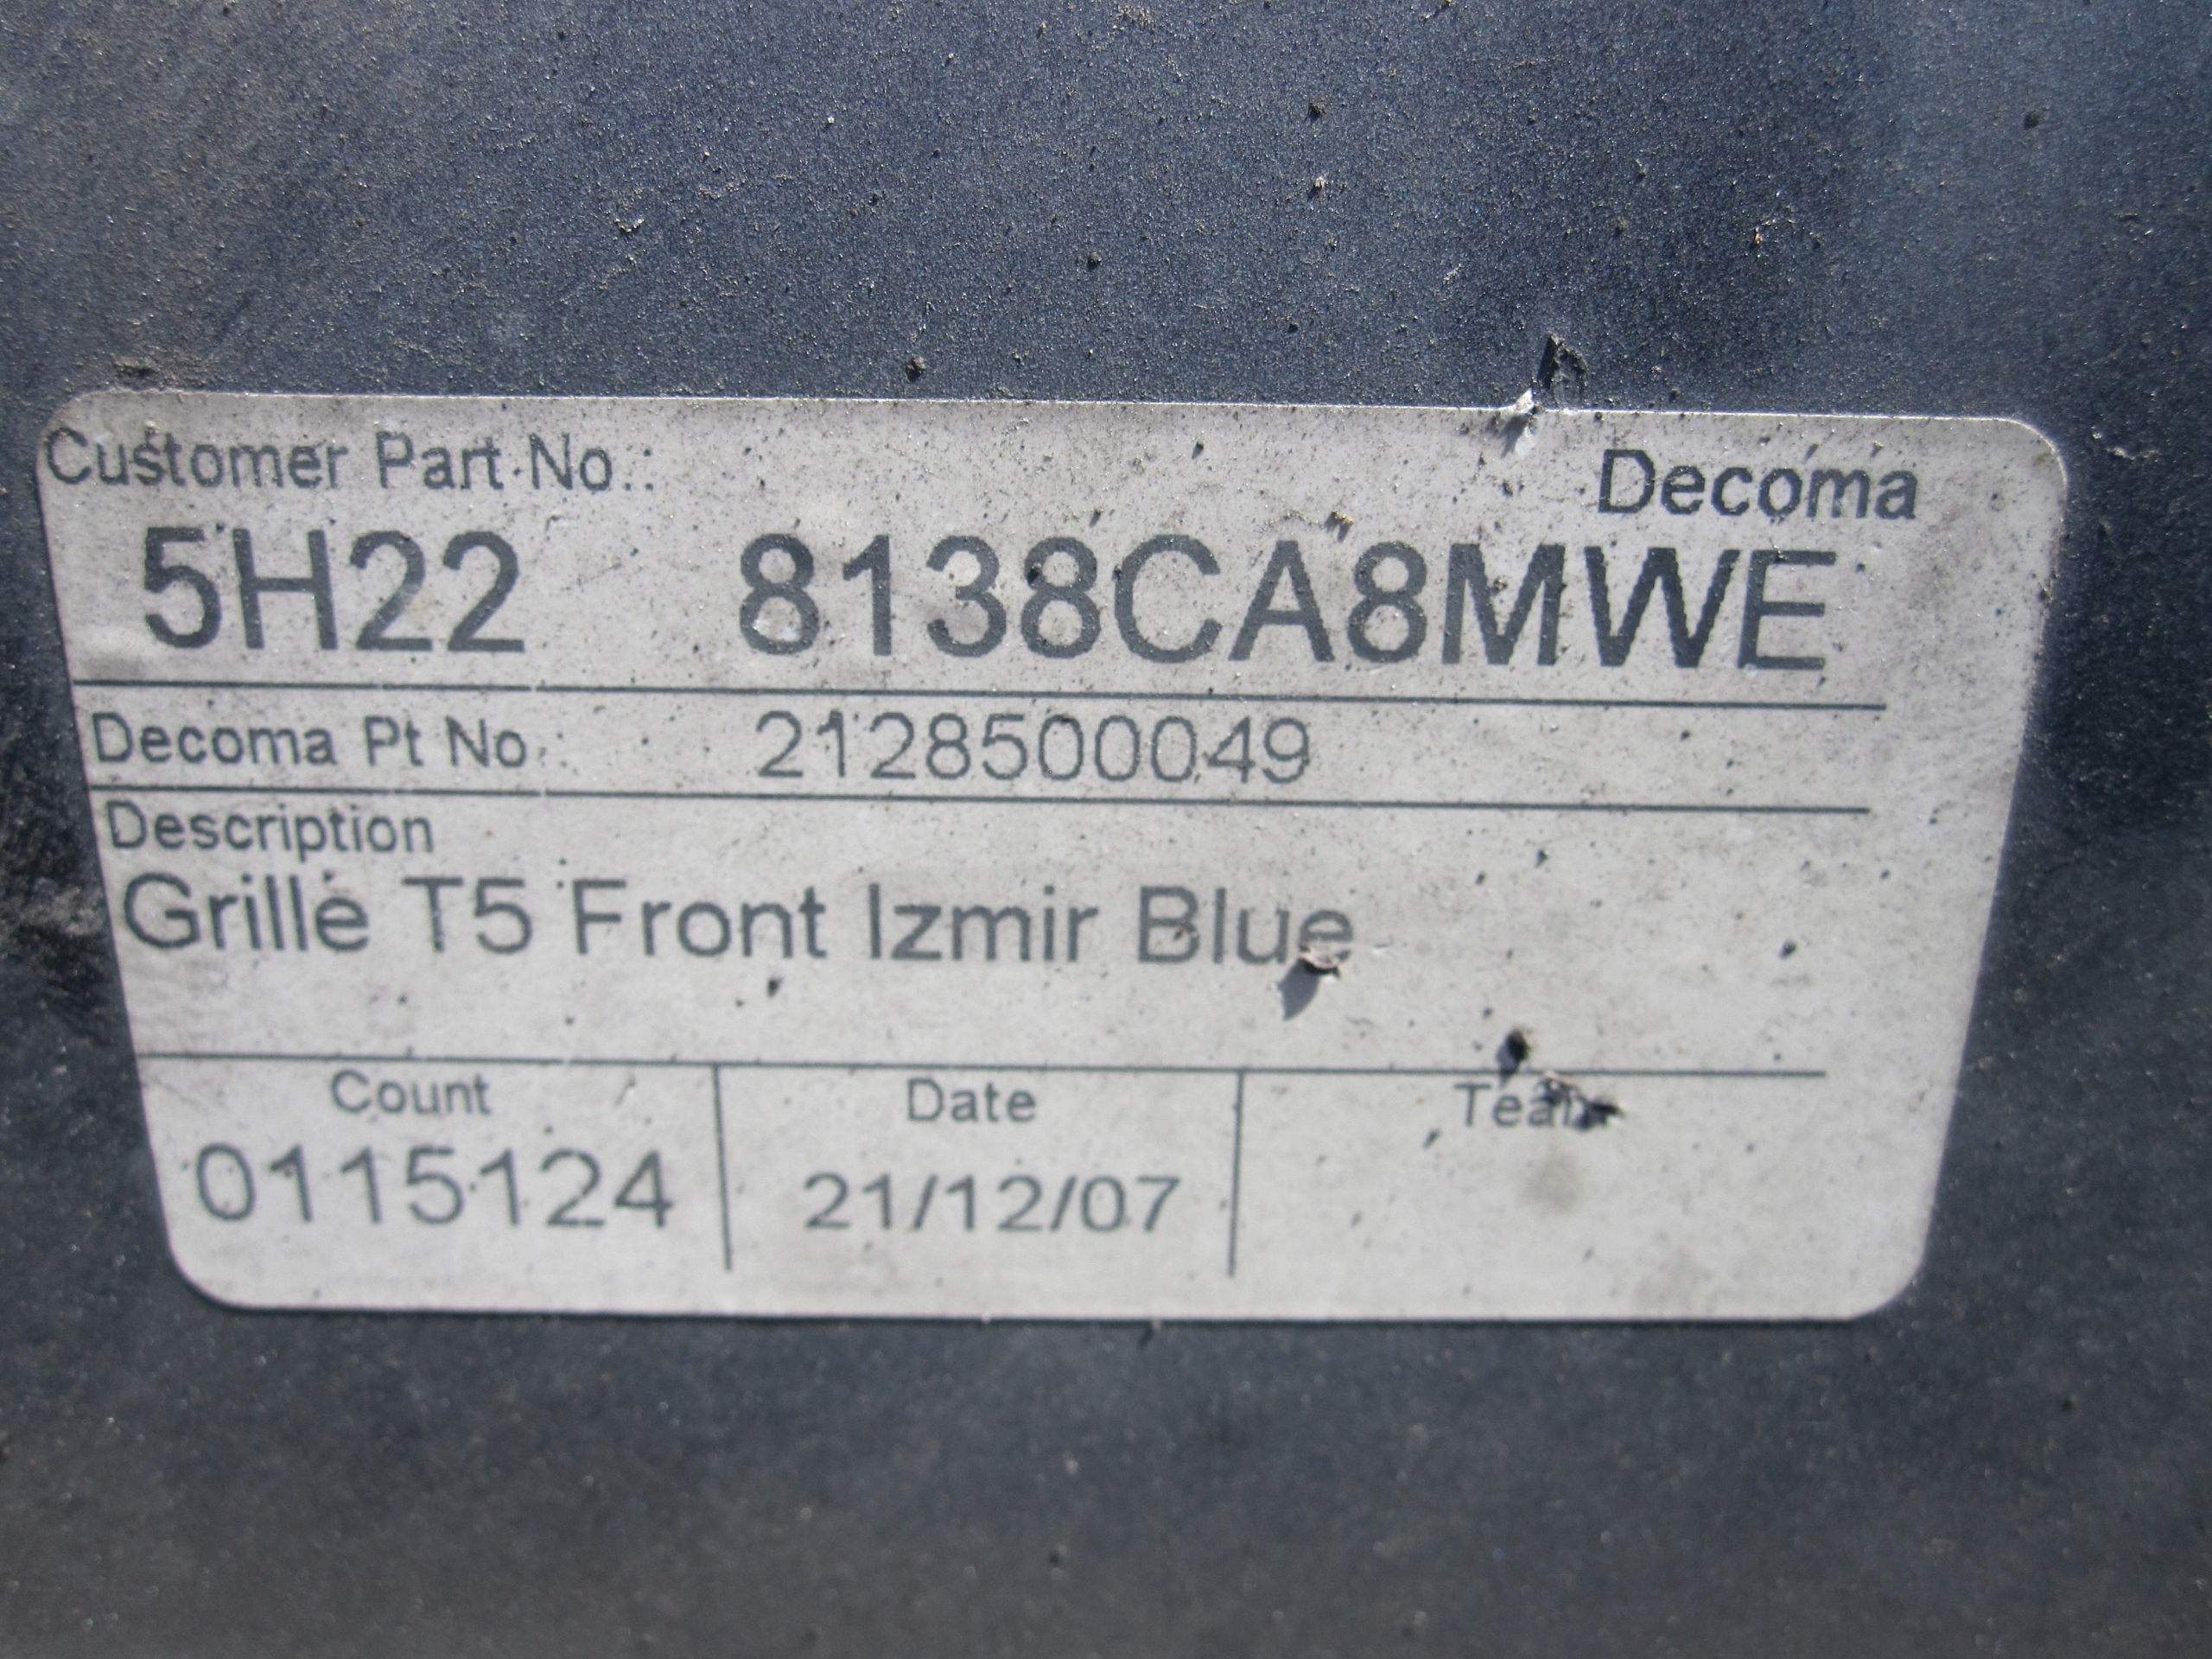 Customer Part No.:
Decoma
5H22 8138CA8MWE
Decoma Pt No 2128500049
Description
Grille T5 Front Izmir Blue
Count Date Team
0115124 21/12/07